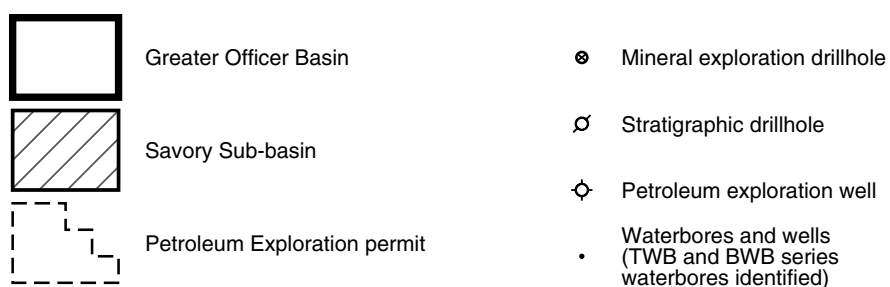 Greater Officer Basin
Savory Sub-basin
Petroleum Exploration permit
Mineral exploration drillhole
Stratigraphic drillhole
Petroleum exploration well
Waterbores and wells
(TWB and BWB series
waterbores identified)